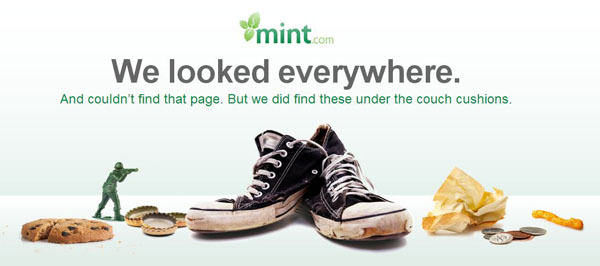 mint.com
We looked everywhere.
And couldn't find that page. But we did find these under the couch cushions.